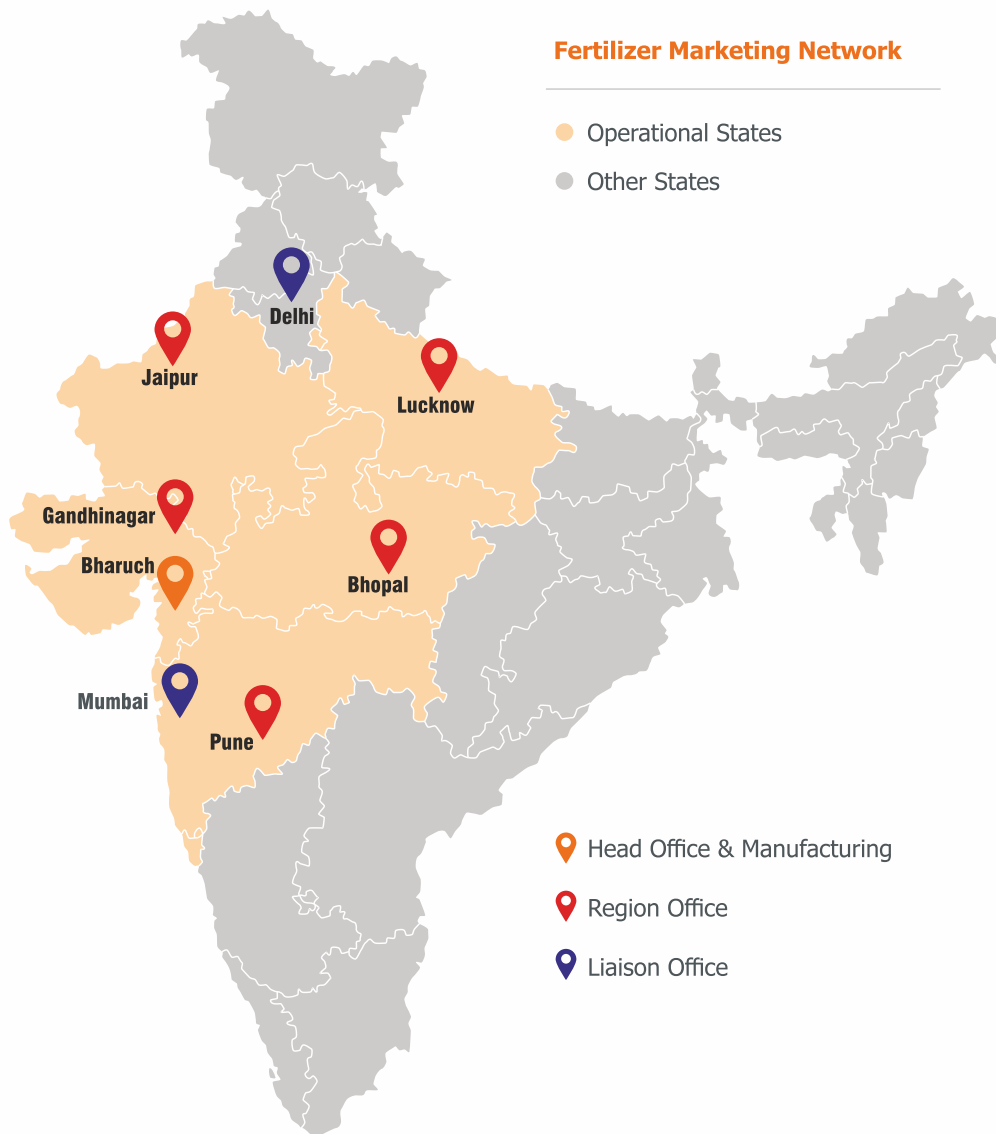 Fertilizer Marketing Network
Operational States
Other States
Delhi
Jaipur
Lucknow
Gandhinagar
Bharuch
Bhopal
Mumbai
Pune
Head Office & Manufacturing
Region Office
Liaison Office